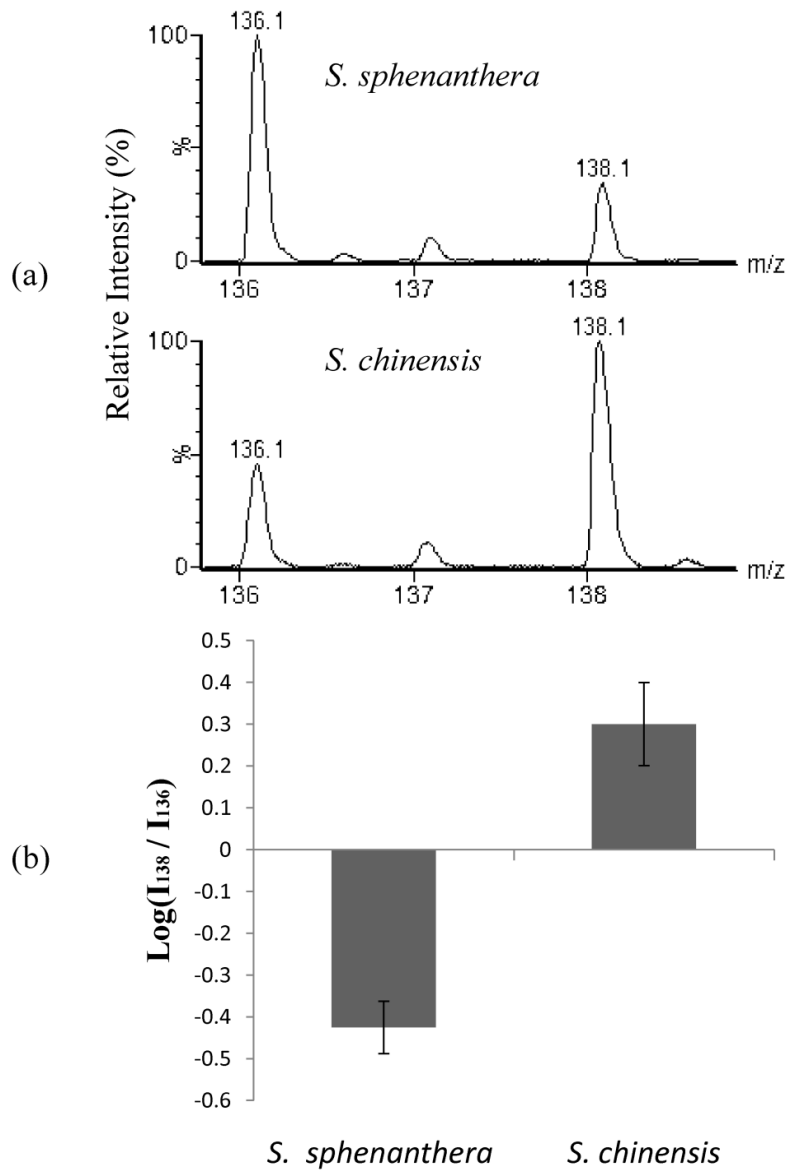 (a)
Relative Intensity (%)
S. sphenanthera
100
%
0
136.1
138.1
136
137
138
m/z
S. chinensis
100
%
0
136.1
138.1
136
137
138
m/z
(b)
Log(I138 / I136)
0.5
0.4
0.3
0.2
0.1
0
-0.1
-0.2
-0.3
-0.4
-0.5
-0.6
S. sphenanthera
S. chinensis